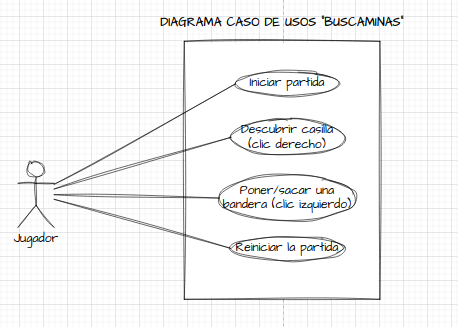 DIAGRAMA CASO DE USOS "BUSCAMINAS"
Iniciar partida
Descubrir casilla
(clic derecho)
Poner/sacar una
bandera (clic izquierdo)
Reiniciar la partida
Jugador